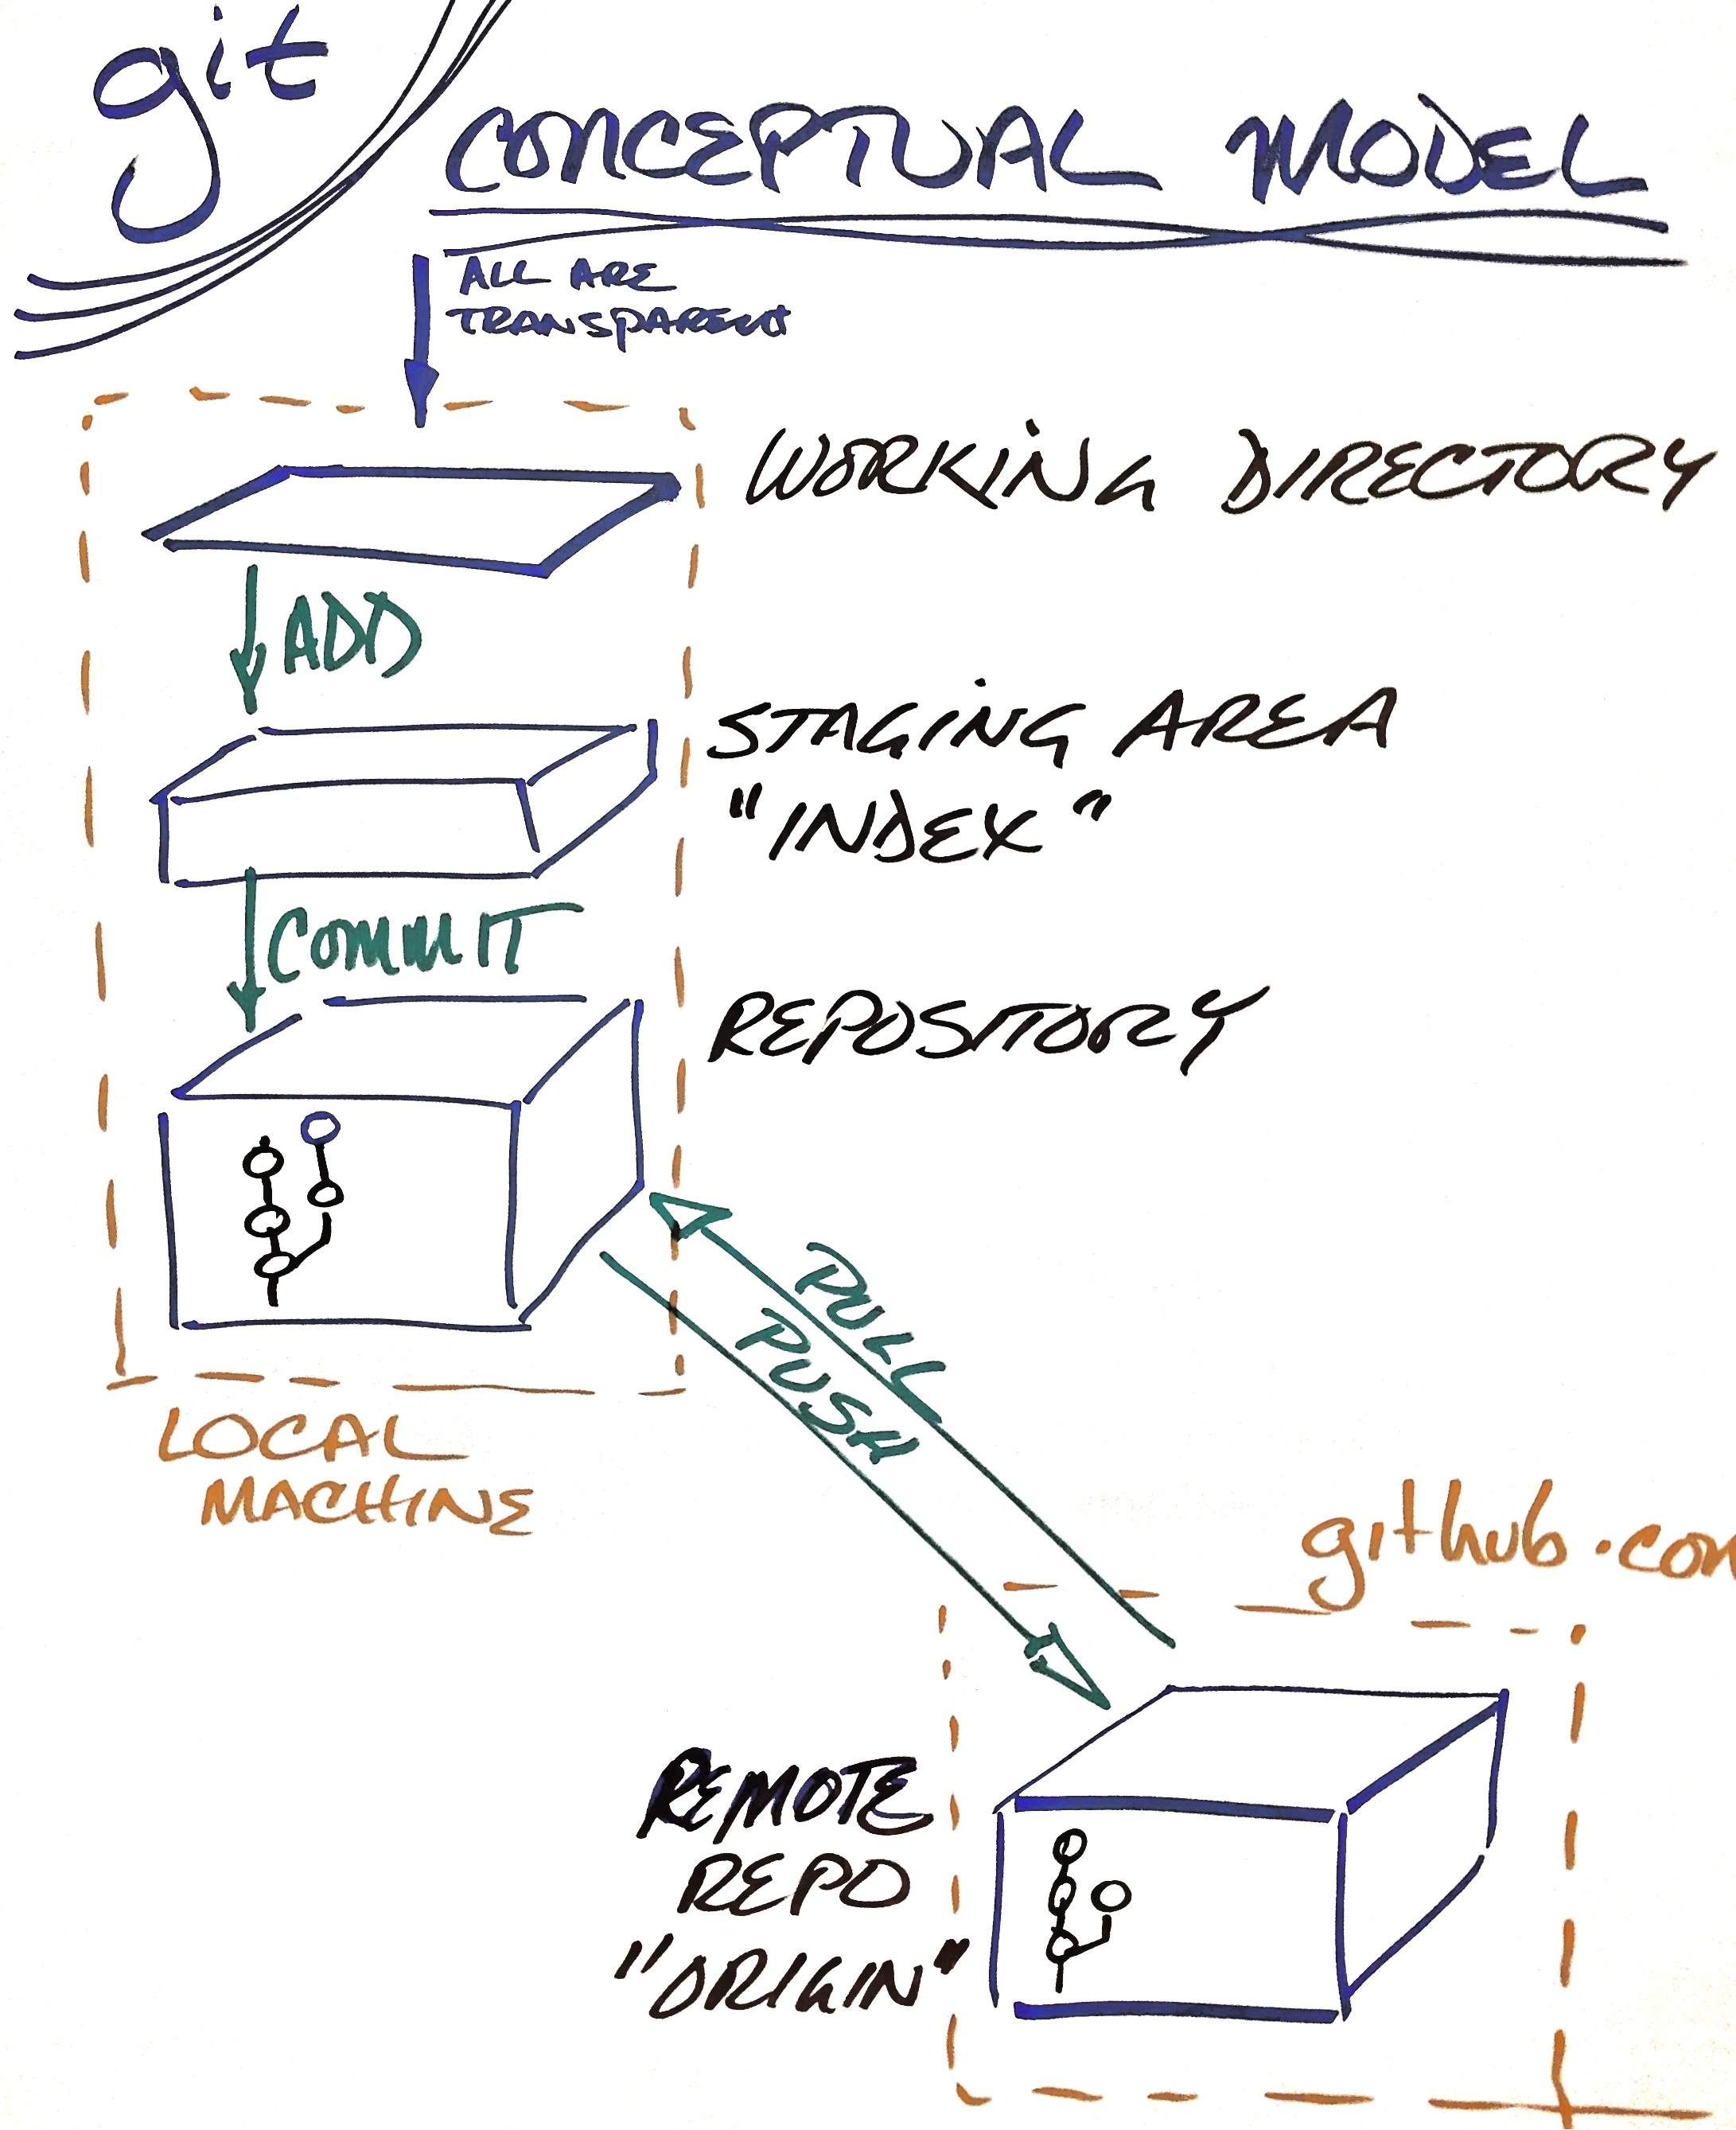 git
CONCEPTUAL MODEL
ALL ARE
TRANSPARENT
WORKING DIRECTORY
ADD
STAGING AREA
"INDEX"
COMMIT
REPOSITORY
PULL
PUSH
LOCAL
MACHINE
github.com
REMOTE
REPO
"ORIGIN"